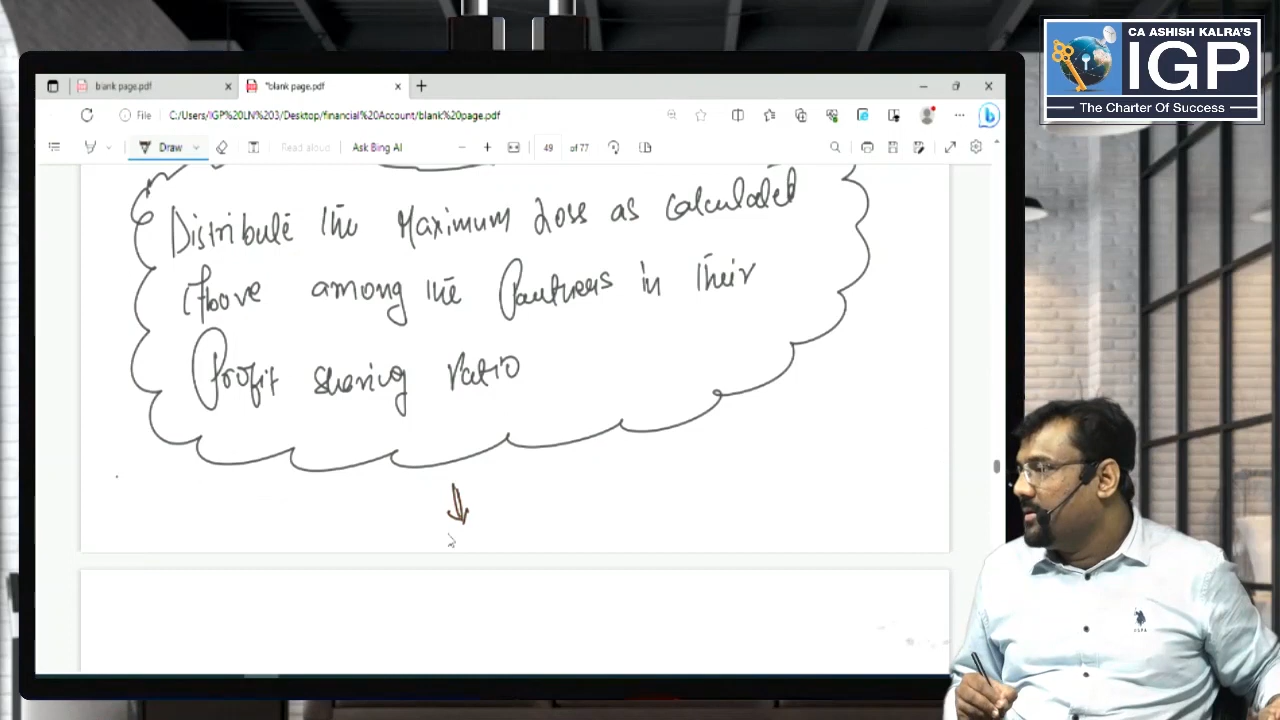 CA ASHISH KALRA'S
IGP
The Charter Of Success
blank page.pdf
*blank page.pdf
File
C:/Users/IGP%20LN%203/Desktop/financial%20Account/blank%20page.pdf
Draw
Read aloud
Ask Bing AI
49 of 77
Distribute the Maximum Loss as calculated
Above among the Partners in their
Profit sharing ratio
USPA